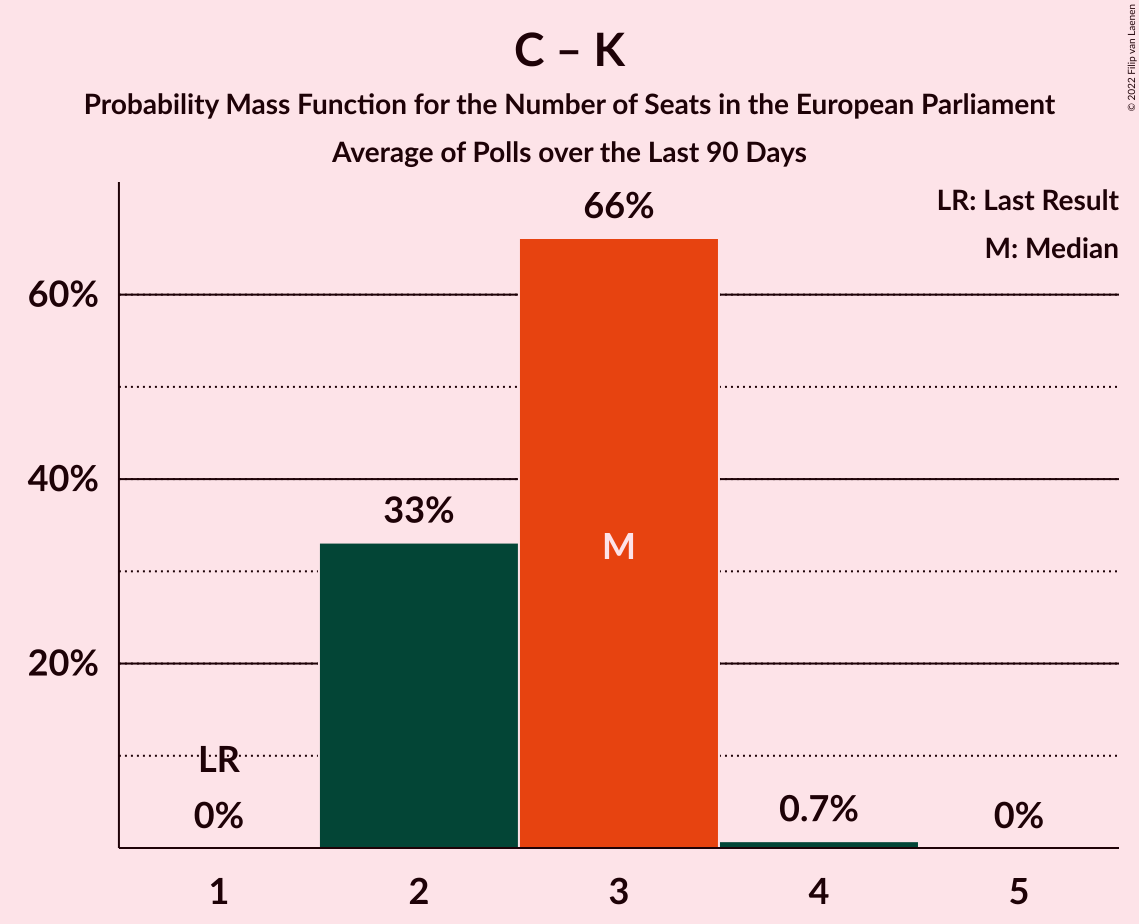 C – K
Probability Mass Function for the Number of Seats in the European Parliament
Average of Polls over the Last 90 Days
© 2022 Filip van Laenen
LR: Last Result
M: Median
66%
60%
40%
33%
M
20%
LR
0%
0.7%
0%
1 2 3 4 5